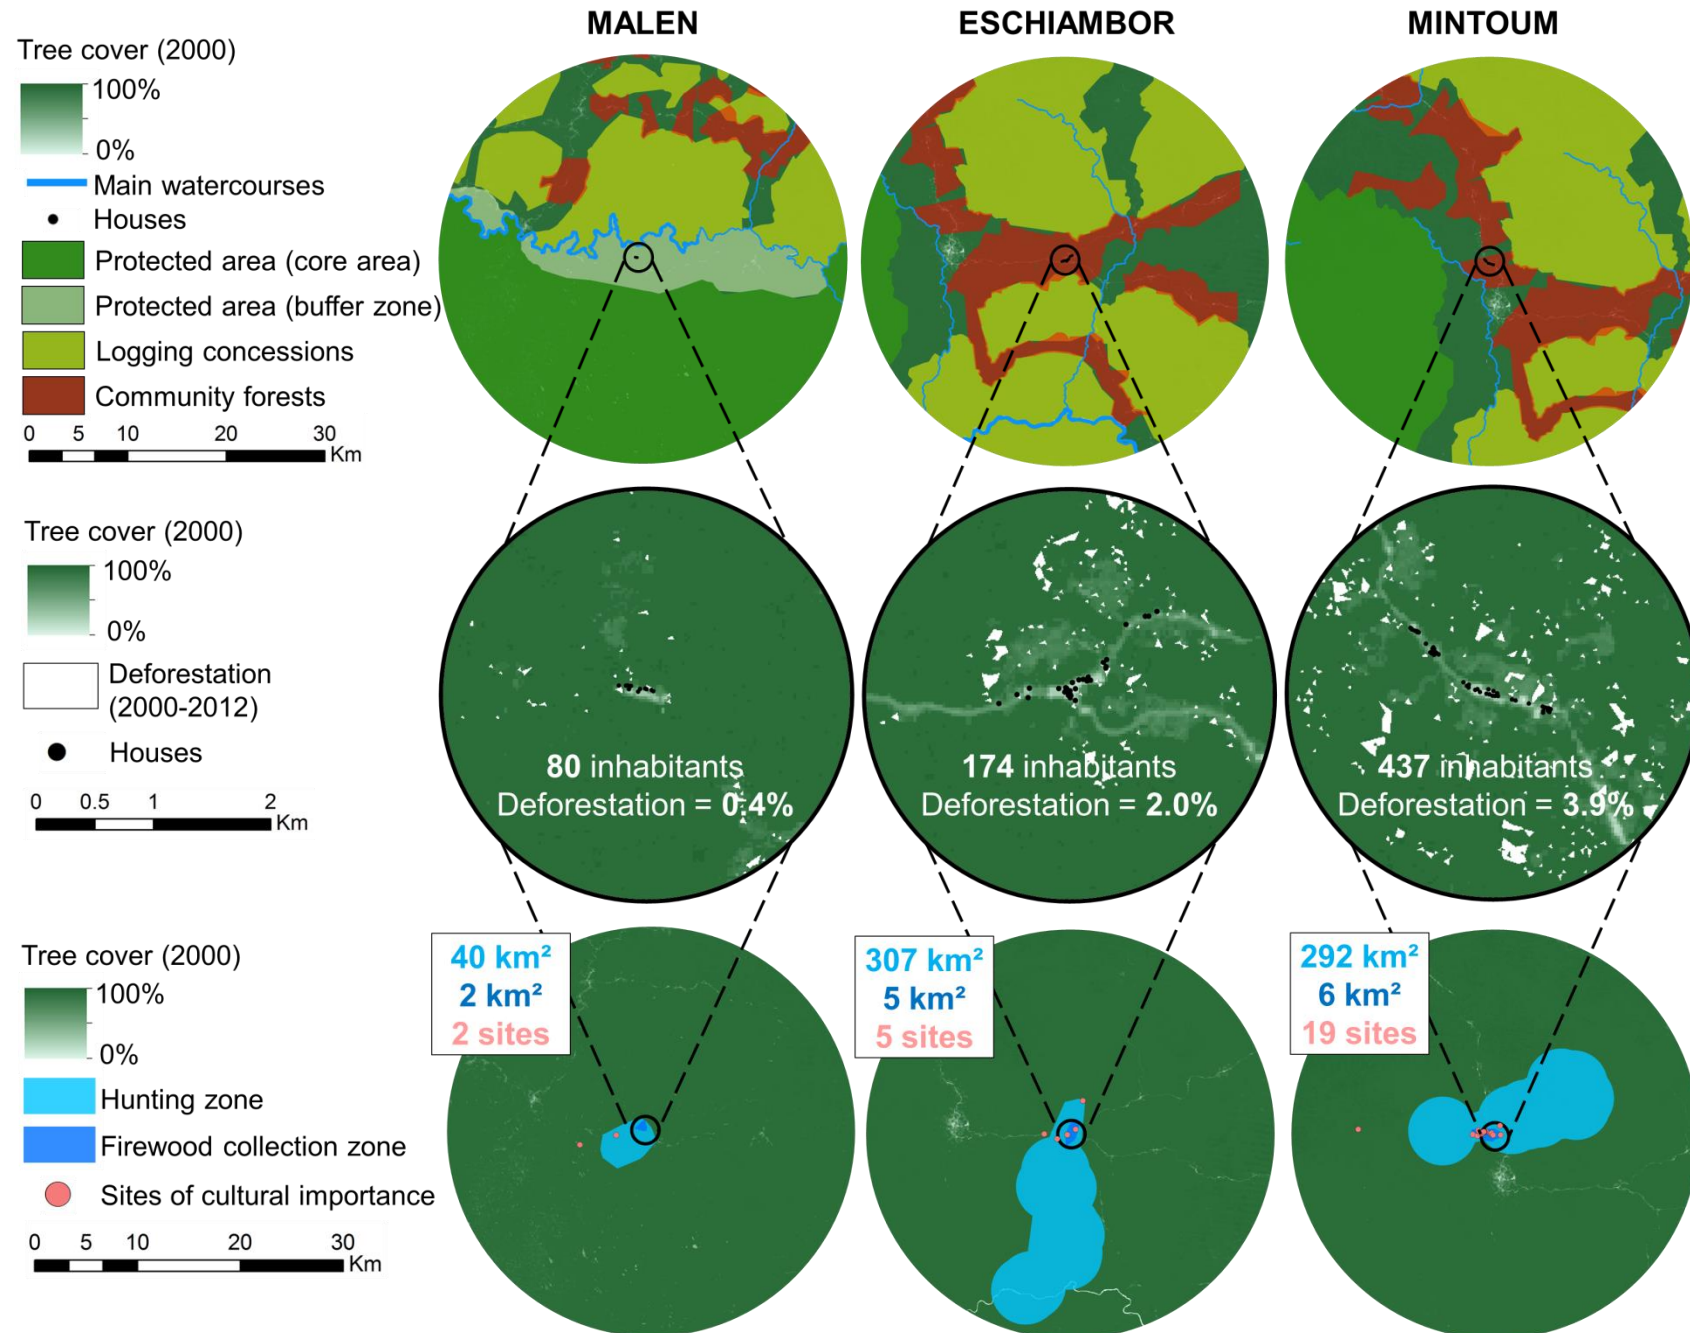 MALEN
ESCHIAMBOR
MINTOUM
Tree cover (2000)
100%
0%
Main watercourses
Houses
Protected area (core area)
Protected area (buffer zone)
Logging concessions
Community forests
0 5 10 20 30
Km
Tree cover (2000)
100%
0%
Deforestation
(2000-2012)
Houses
0 0.5 1 2
Km
80 inhabitants
Deforestation = 0.4%
174 inhabitants
Deforestation = 2.0%
437 inhabitants
Deforestation = 3.9%
Tree cover (2000)
100%
0%
Hunting zone
Firewood collection zone
Sites of cultural importance
0 5 10 20 30
Km
40 km²
2 km²
2 sites
307 km²
5 km²
5 sites
292 km²
6 km²
19 sites